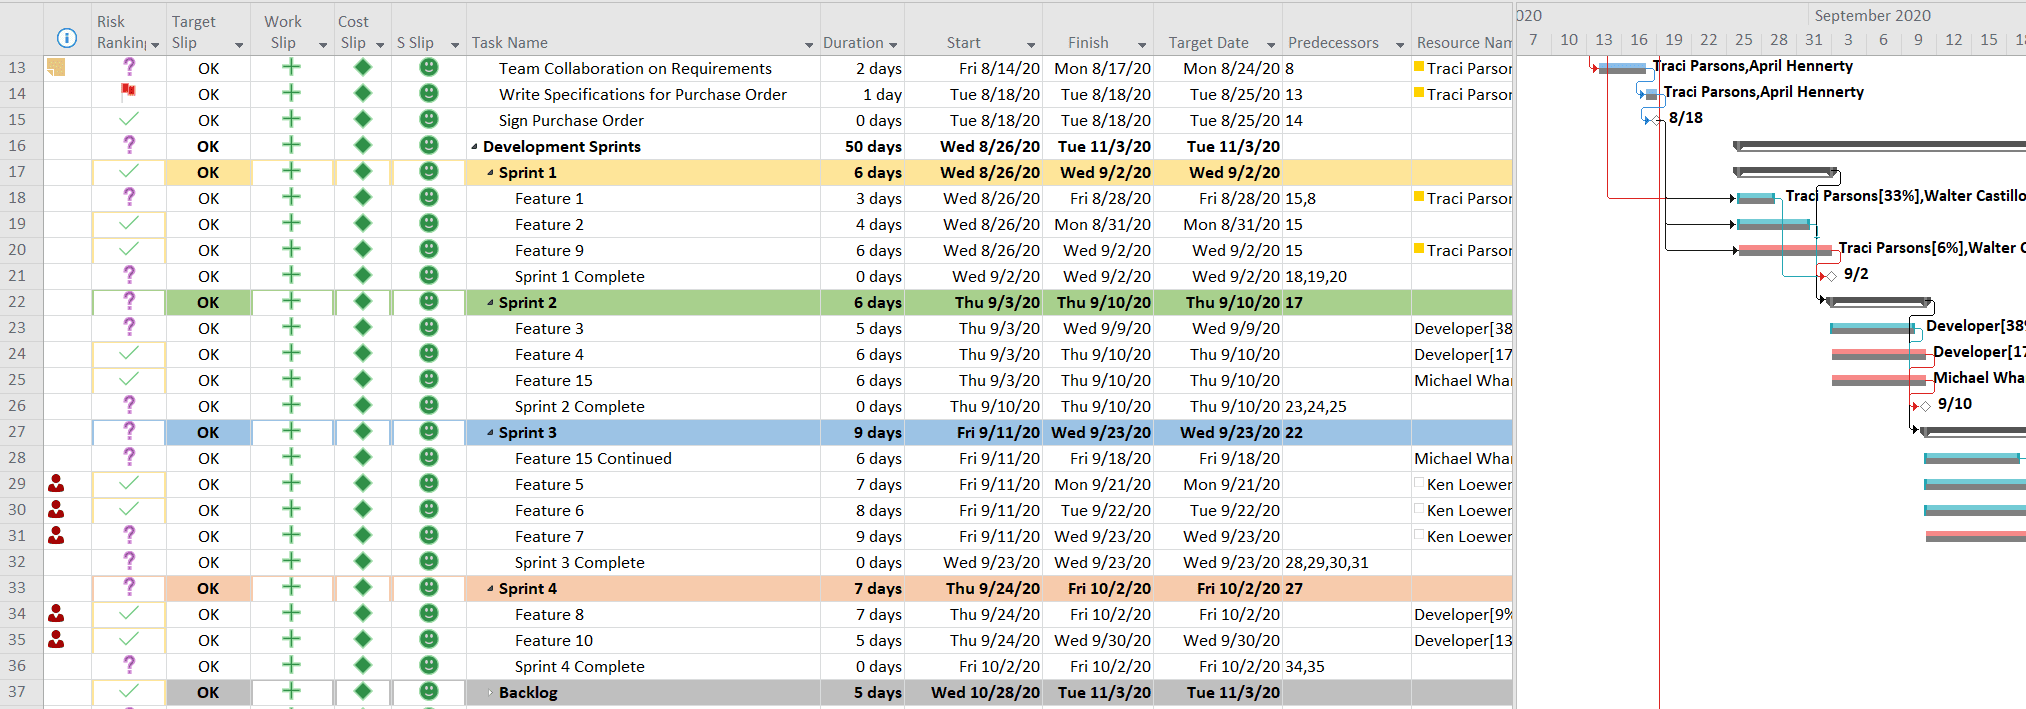 Risk Ranking Target Slip Work Slip Cost Slip S Slip Task Name Duration Start Finish Target Date Predecessors Resource Nam
020 September 2020
7 10 13 16 19 22 25 28 31 3 6 9 12 15 18
13 OK Team Collaboration on Requirements 2 days Fri 8/14/20 Mon 8/17/20 Mon 8/24/20 8 Traci Parsor Traci Parsons,April Hennerty
14 OK Write Specifications for Purchase Order 1 day Tue 8/18/20 Tue 8/18/20 Tue 8/25/20 13 Traci Parsor Traci Parsons,April Hennerty
15 OK Sign Purchase Order 0 days Tue 8/18/20 Tue 8/18/20 Tue 8/25/20 14 8/18
16 OK Development Sprints 50 days Wed 8/26/20 Tue 11/3/20 Tue 11/3/20
17 OK Sprint 1 6 days Wed 8/26/20 Wed 9/2/20 Wed 9/2/20
18 OK Feature 1 3 days Wed 8/26/20 Fri 8/28/20 Fri 8/28/20 15,8 Traci Parsor Traci Parsons[33%],Walter Castillo
19 OK Feature 2 4 days Wed 8/26/20 Mon 8/31/20 Mon 8/31/20 15
20 OK Feature 9 6 days Wed 8/26/20 Wed 9/2/20 Wed 9/2/20 15 Traci Parsor Traci Parsons[6%],Walter C
21 OK Sprint 1 Complete 0 days Wed 9/2/20 Wed 9/2/20 Wed 9/2/20 18,19,20 9/2
22 OK Sprint 2 6 days Thu 9/3/20 Thu 9/10/20 Thu 9/10/20 17
23 OK Feature 3 5 days Thu 9/3/20 Wed 9/9/20 Wed 9/9/20 Developer[38 Developer[389
24 OK Feature 4 6 days Thu 9/3/20 Thu 9/10/20 Thu 9/10/20 Developer[17 Developer[17
25 OK Feature 15 6 days Thu 9/3/20 Thu 9/10/20 Thu 9/10/20 Michael Whar Michael Wha
26 OK Sprint 2 Complete 0 days Thu 9/10/20 Thu 9/10/20 Thu 9/10/20 23,24,25 9/10
27 OK Sprint 3 9 days Fri 9/11/20 Wed 9/23/20 Wed 9/23/20 22
28 OK Feature 15 Continued 6 days Fri 9/11/20 Fri 9/18/20 Fri 9/18/20 Michael Whar
29 OK Feature 5 7 days Fri 9/11/20 Mon 9/21/20 Mon 9/21/20 Ken Loewer
30 OK Feature 6 8 days Fri 9/11/20 Tue 9/22/20 Tue 9/22/20 Ken Loewer
31 OK Feature 7 9 days Fri 9/11/20 Wed 9/23/20 Wed 9/23/20 Ken Loewer
32 OK Sprint 3 Complete 0 days Wed 9/23/20 Wed 9/23/20 Wed 9/23/20 28,29,30,31
33 OK Sprint 4 7 days Thu 9/24/20 Fri 10/2/20 Fri 10/2/20 27
34 OK Feature 8 7 days Thu 9/24/20 Fri 10/2/20 Fri 10/2/20 Developer[9%
35 OK Feature 10 5 days Thu 9/24/20 Wed 9/30/20 Wed 9/30/20 Developer[13
36 OK Sprint 4 Complete 0 days Fri 10/2/20 Fri 10/2/20 Fri 10/2/20 34,35
37 OK Backlog 5 days Wed 10/28/20 Tue 11/3/20 Tue 11/3/20